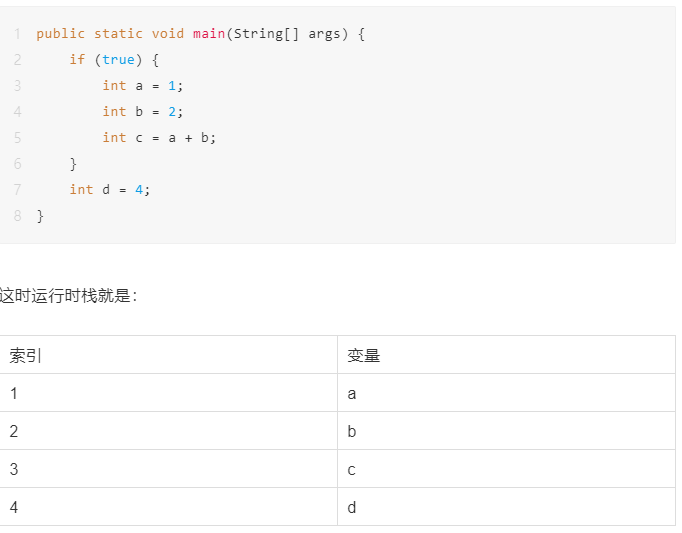 1 public static void main(String[] args) {
2     if (true) {
3         int a = 1;
4         int b = 2;
5         int c = a + b;
6     }
7     int d = 4;
8 }
这时运行时栈就是：
索引 变量
1 a
2 b
3 c
4 d